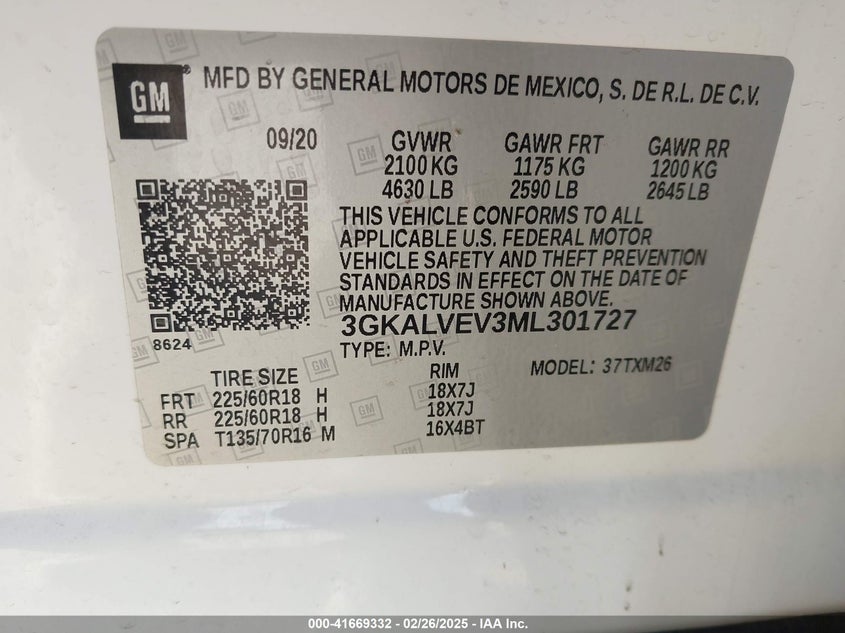 GM
MFD BY GENERAL MOTORS DE MEXICO, S. DE R.L. DE C.V.
09/20 GVWR GAWR FRT GAWR RR
2100 KG 1175 KG 1200 KG
4630 LB 2590 LB 2645 LB
THIS VEHICLE CONFORMS TO ALL
APPLICABLE U.S. FEDERAL MOTOR
VEHICLE SAFETY AND THEFT PREVENTION
STANDARDS IN EFFECT ON THE DATE OF
MANUFACTURE SHOWN ABOVE.
3GKALVEV3ML301727
8624
TYPE: M.P.V. MODEL: 37TXM26
TIRE SIZE RIM
FRT 225/60R18 H 18X7J
RR 225/60R18 H 18X7J
SPA T135/70R16 M 16X4BT
000-41669332 - 02/26/2025 - IAA Inc.